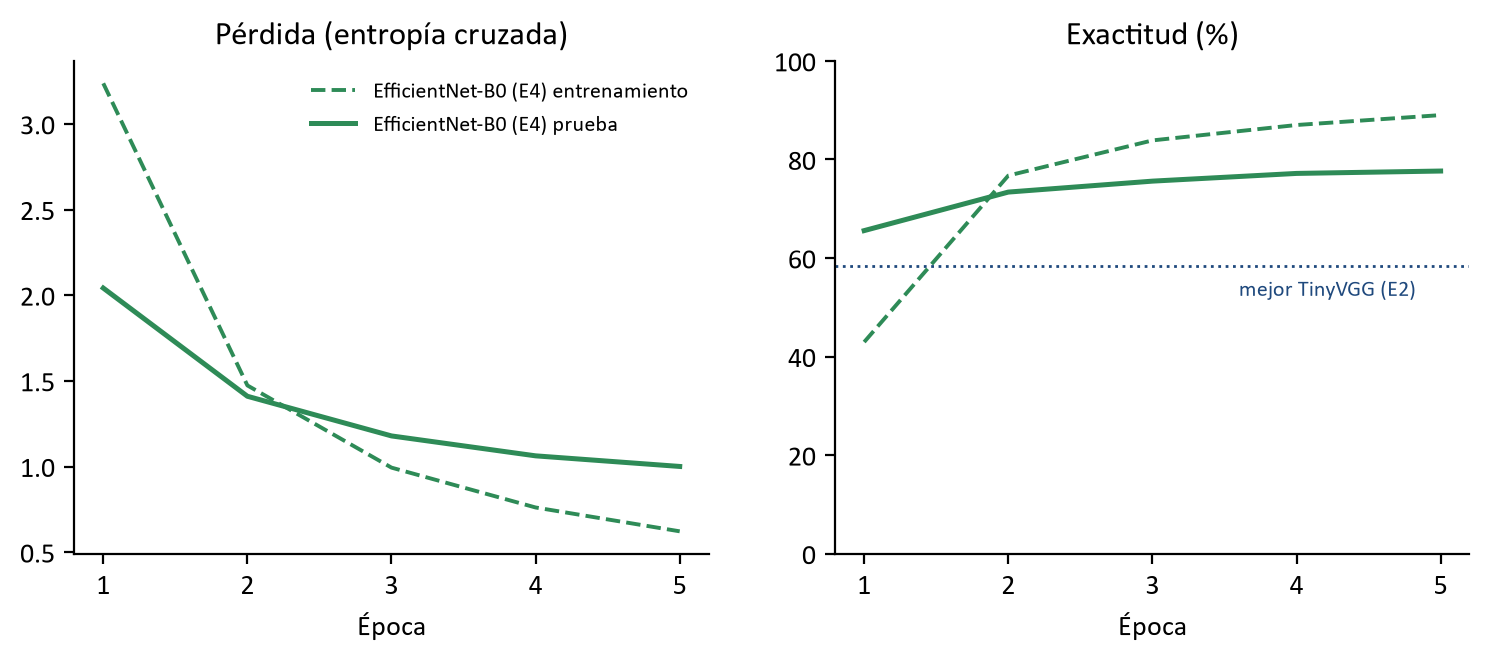 Pérdida (entropía cruzada)
EfficientNet-B0 (E4) entrenamiento
EfficientNet-B0 (E4) prueba
3.0
2.5
2.0
1.5
1.0
0.5
1 2 3 4 5
Época
Exactitud (%)
100
80
60
40
20
0
mejor TinyVGG (E2)
1 2 3 4 5
Época